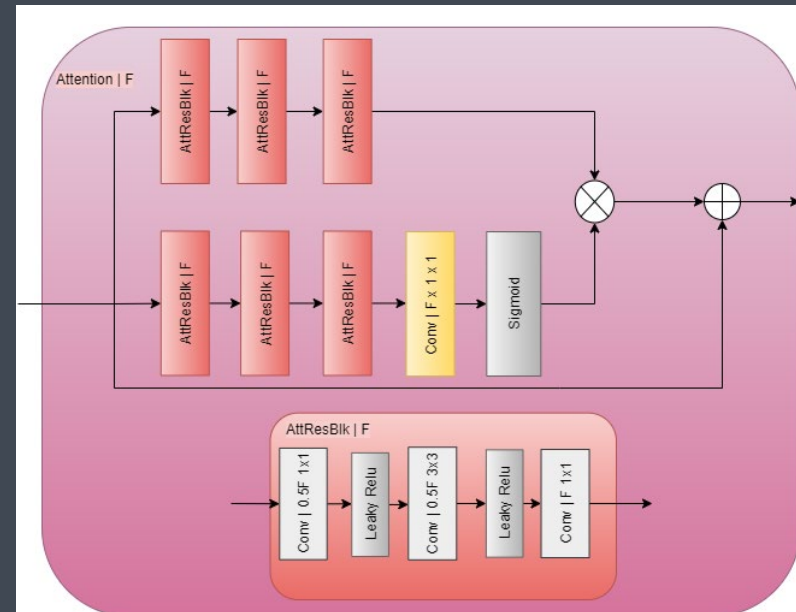 Attention | F
AttResBlk | F
AttResBlk | F
AttResBlk | F
AttResBlk | F
AttResBlk | F
AttResBlk | F
Conv | F x 1 x 1
Sigmoid
AttResBlk | F
Conv | 0.5F 1x1
Leaky Relu
Conv | 0.5F 3x3
Leaky Relu
Conv | F 1x1